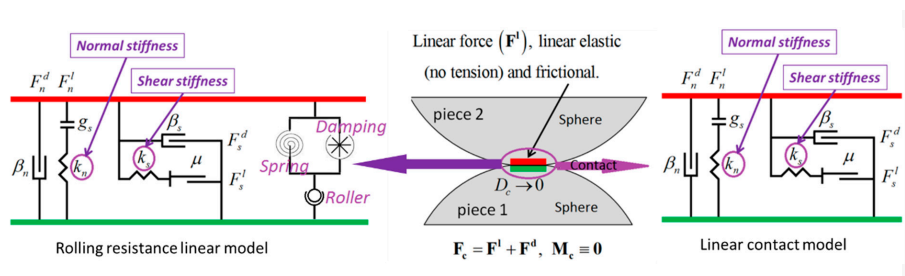 Normal stiffness
Shear stiffness
F_n^d F_n^l
g_s
β_s
β_n
k_n
k_s
μ
F_s^d
F_s^l
Damping
Spring
Roller
Rolling resistance linear model
Linear force (F^l), linear elastic
(no tension) and frictional.
piece 2
Sphere
Contact
D_c → 0
piece 1
Sphere
F_c = F^l + F^d, M_c ≡ 0
Normal stiffness
Shear stiffness
F_n^d F_n^l
g_s
β_s
β_n
k_n
k_s
μ
F_s^d
F_s^l
Linear contact model